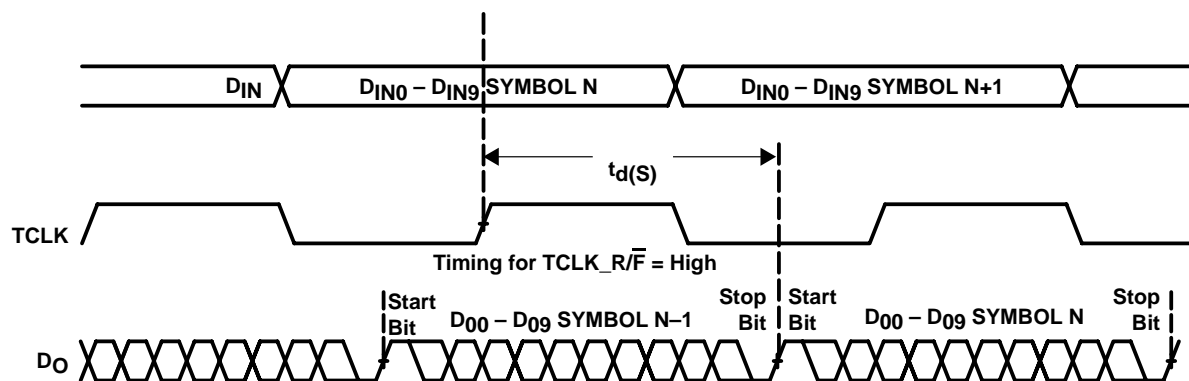 DIN
DIN0 – DIN9 SYMBOL N
DIN0 – DIN9 SYMBOL N+1
td(S)
TCLK
Timing for TCLK_R/F̅ = High
Start
Bit
D00 – D09 SYMBOL N–1
Stop
Bit
Start
Bit
D00 – D09 SYMBOL N
Stop
Bit
DO